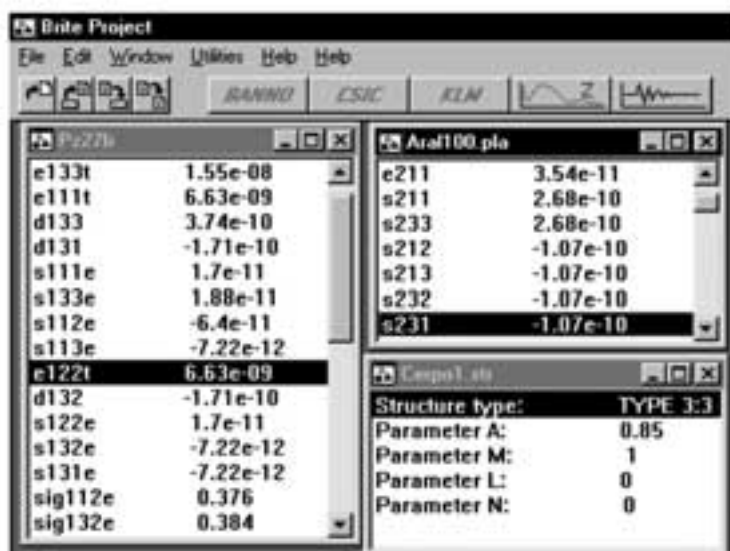 Brite Project
File Edit Window Utilities Help Help
BANNO CSIC KLM Z
Pz27b
e133t 1.55e-08
e111t 6.63e-09
d133 3.74e-10
d131 -1.71e-10
s111e 1.7e-11
s133e 1.88e-11
s112e -6.4e-11
s113e -7.22e-12
e122t 6.63e-09
d132 -1.71e-10
s122e 1.7e-11
s132e -7.22e-12
s131e -7.22e-12
sig112e 0.376
sig132e 0.384
Aral100.pla
e211 3.54e-11
s211 2.68e-10
s233 2.68e-10
s212 -1.07e-10
s213 -1.07e-10
s232 -1.07e-10
s231 -1.07e-10
Structure type: TYPE 3:3
Parameter A: 0.85
Parameter M: 1
Parameter L: 0
Parameter N: 0